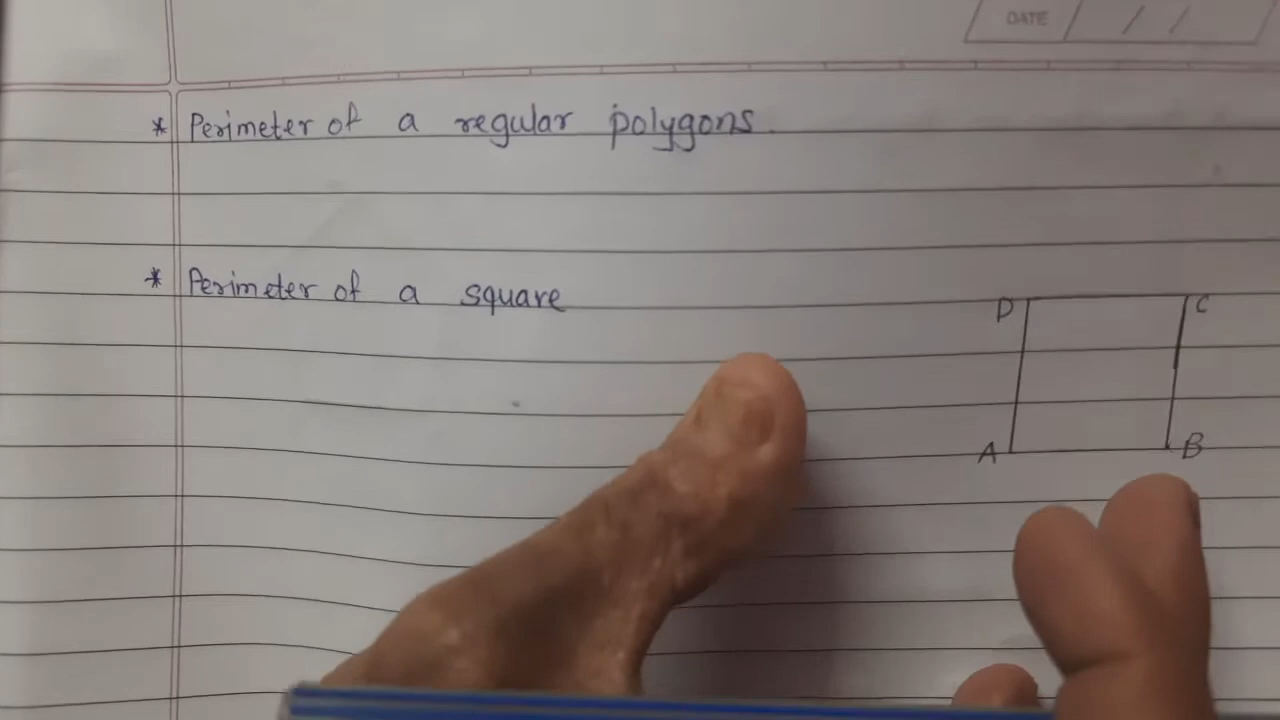 DATE / /
* Perimeter of a regular polygons.
* Perimeter of a square
D C
A B